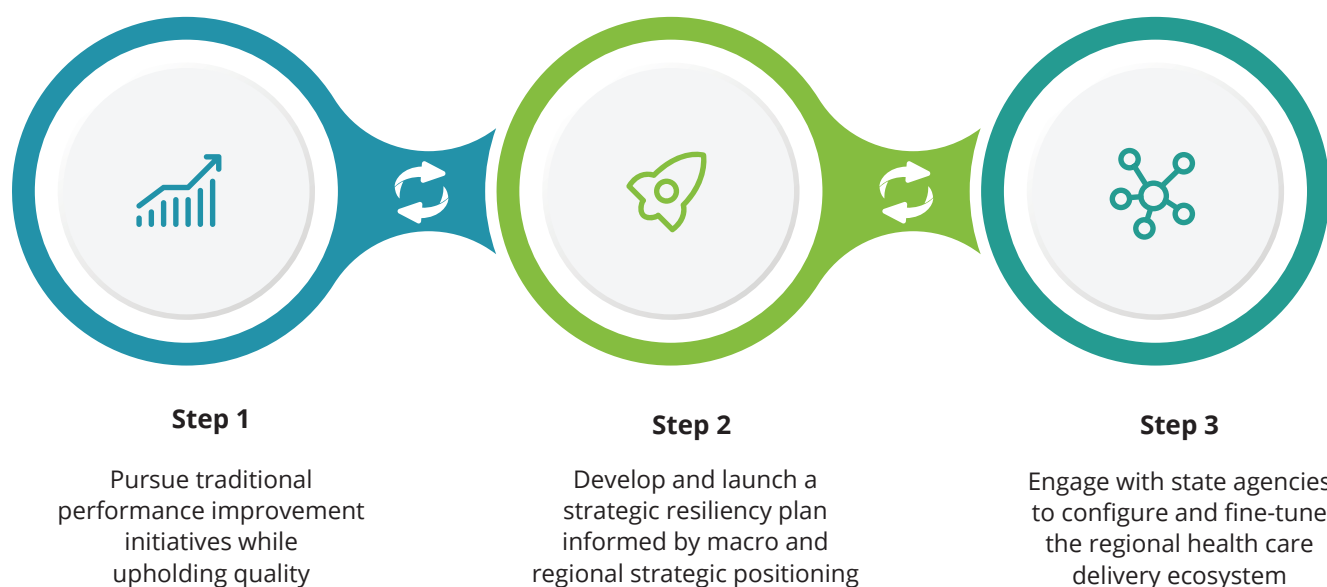 Step 1
Pursue traditional
performance improvement
initiatives while
upholding quality
Step 2
Develop and launch a
strategic resiliency plan
informed by macro and
regional strategic positioning
Step 3
Engage with state agencies
to configure and fine-tune
the regional health care
delivery ecosystem